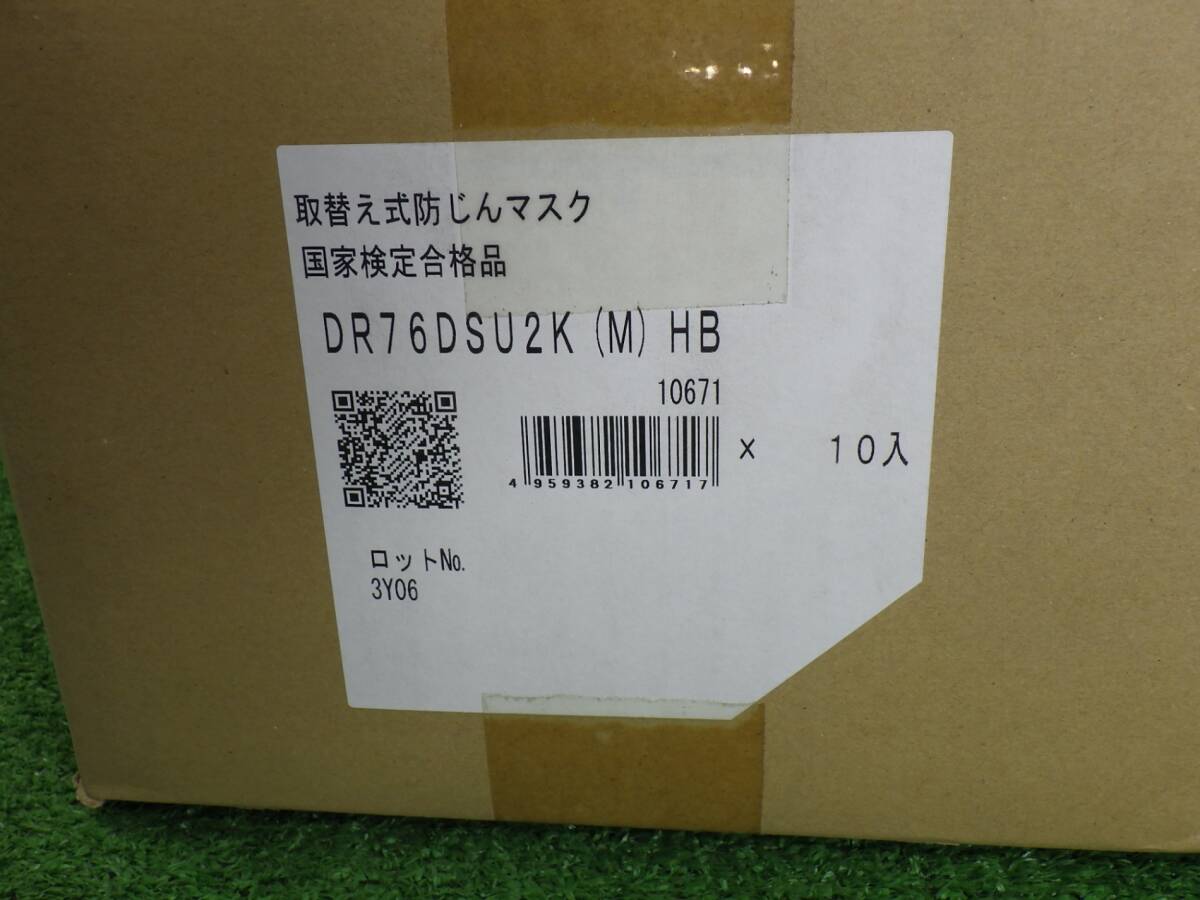 取替え式防じんマスク
国家検定合格品
DR76DSU2K(M)HB
10671
× 10入
4 959382 106717
ロットNo.
3Y06